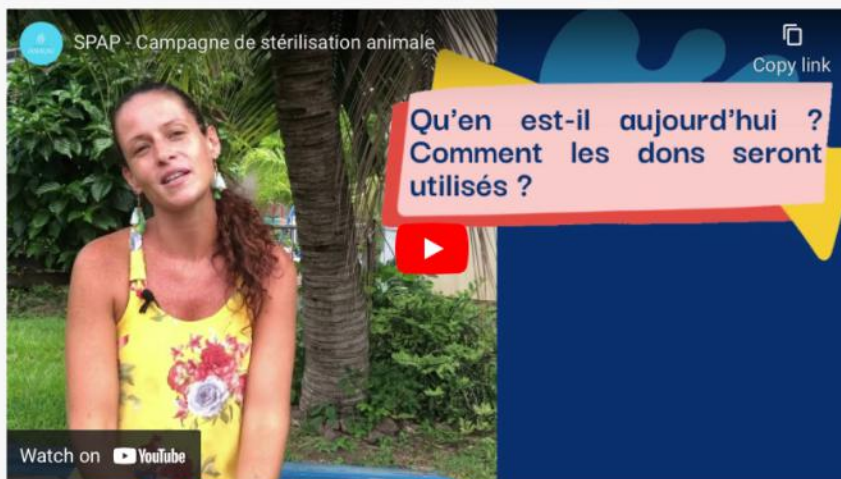 SPAP - Campagne de stérilisation animale
Copy link
Qu'en est-il aujourd'hui ?
Comment les dons seront
utilisés ?
Watch on YouTube